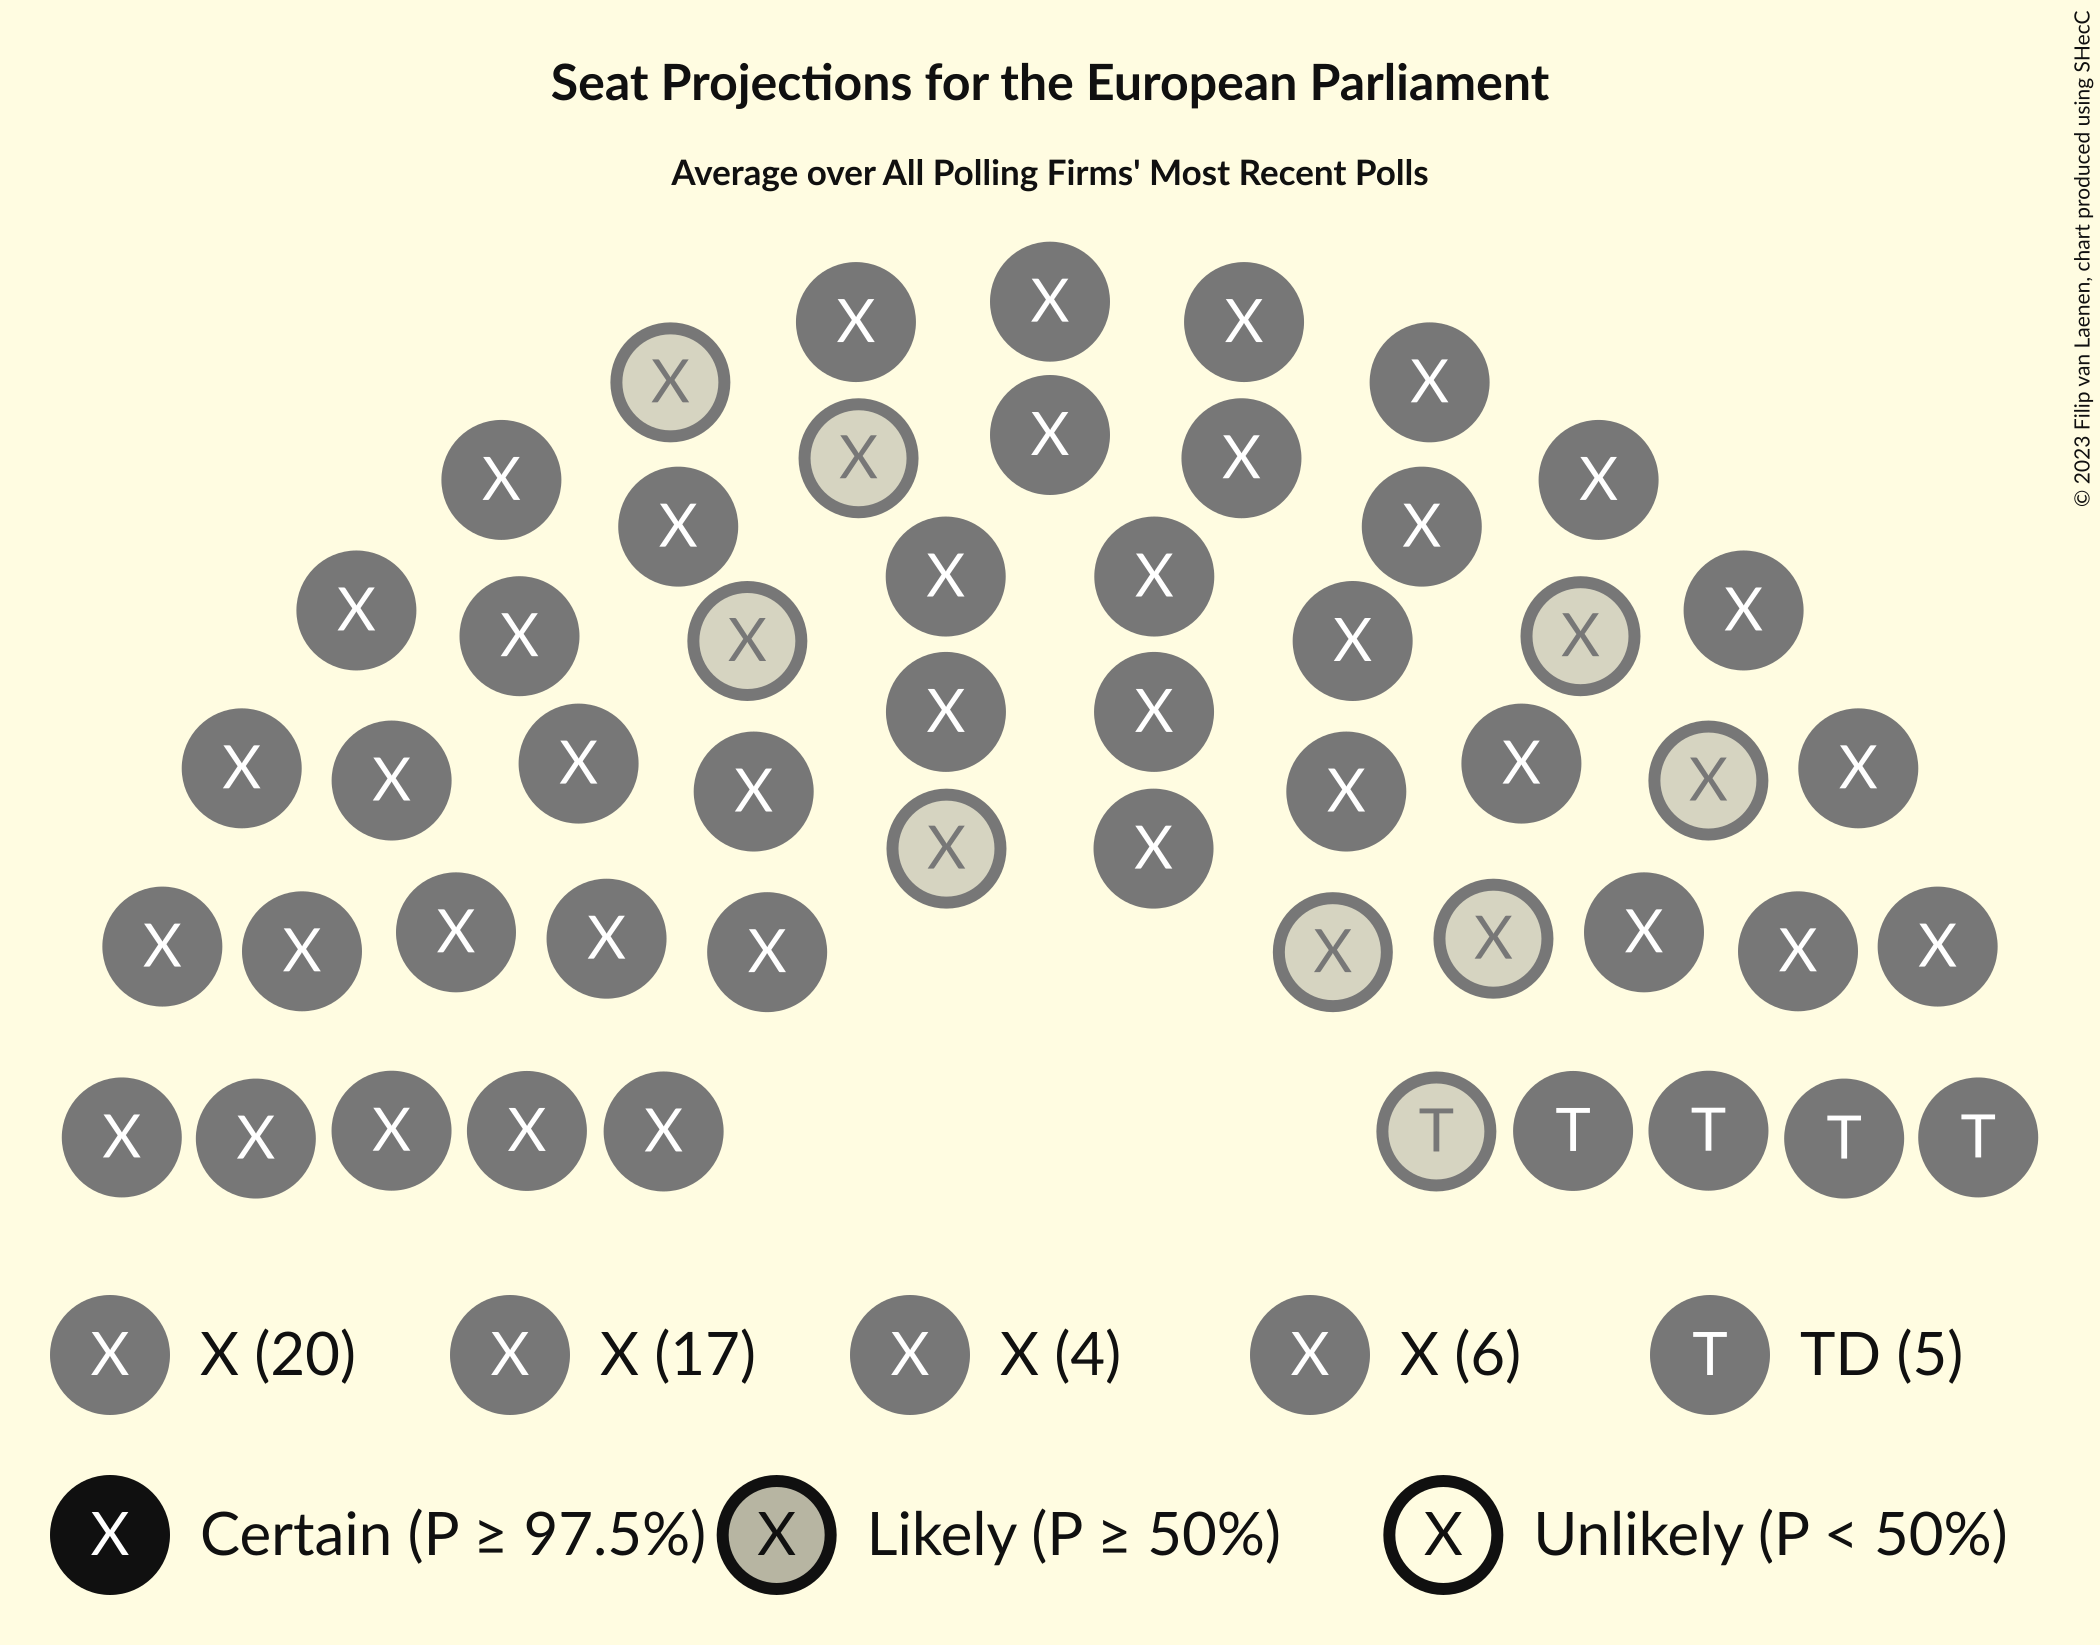 Seat Projections for the European Parliament
Average over All Polling Firms' Most Recent Polls
© 2023 Filip van Laenen, chart produced using SHecC
X X X
X X
X X X
X X
X X
X X
X X
X X
X X
X X
X X
X X
X X
X X
X X
X X
X X
X X X X X X X X X X
X X X X X T T T T T
X X (20) X X (17) X X (4) X X (6) T TD (5)
X Certain (P ≥ 97.5%) X Likely (P ≥ 50%) X Unlikely (P < 50%)